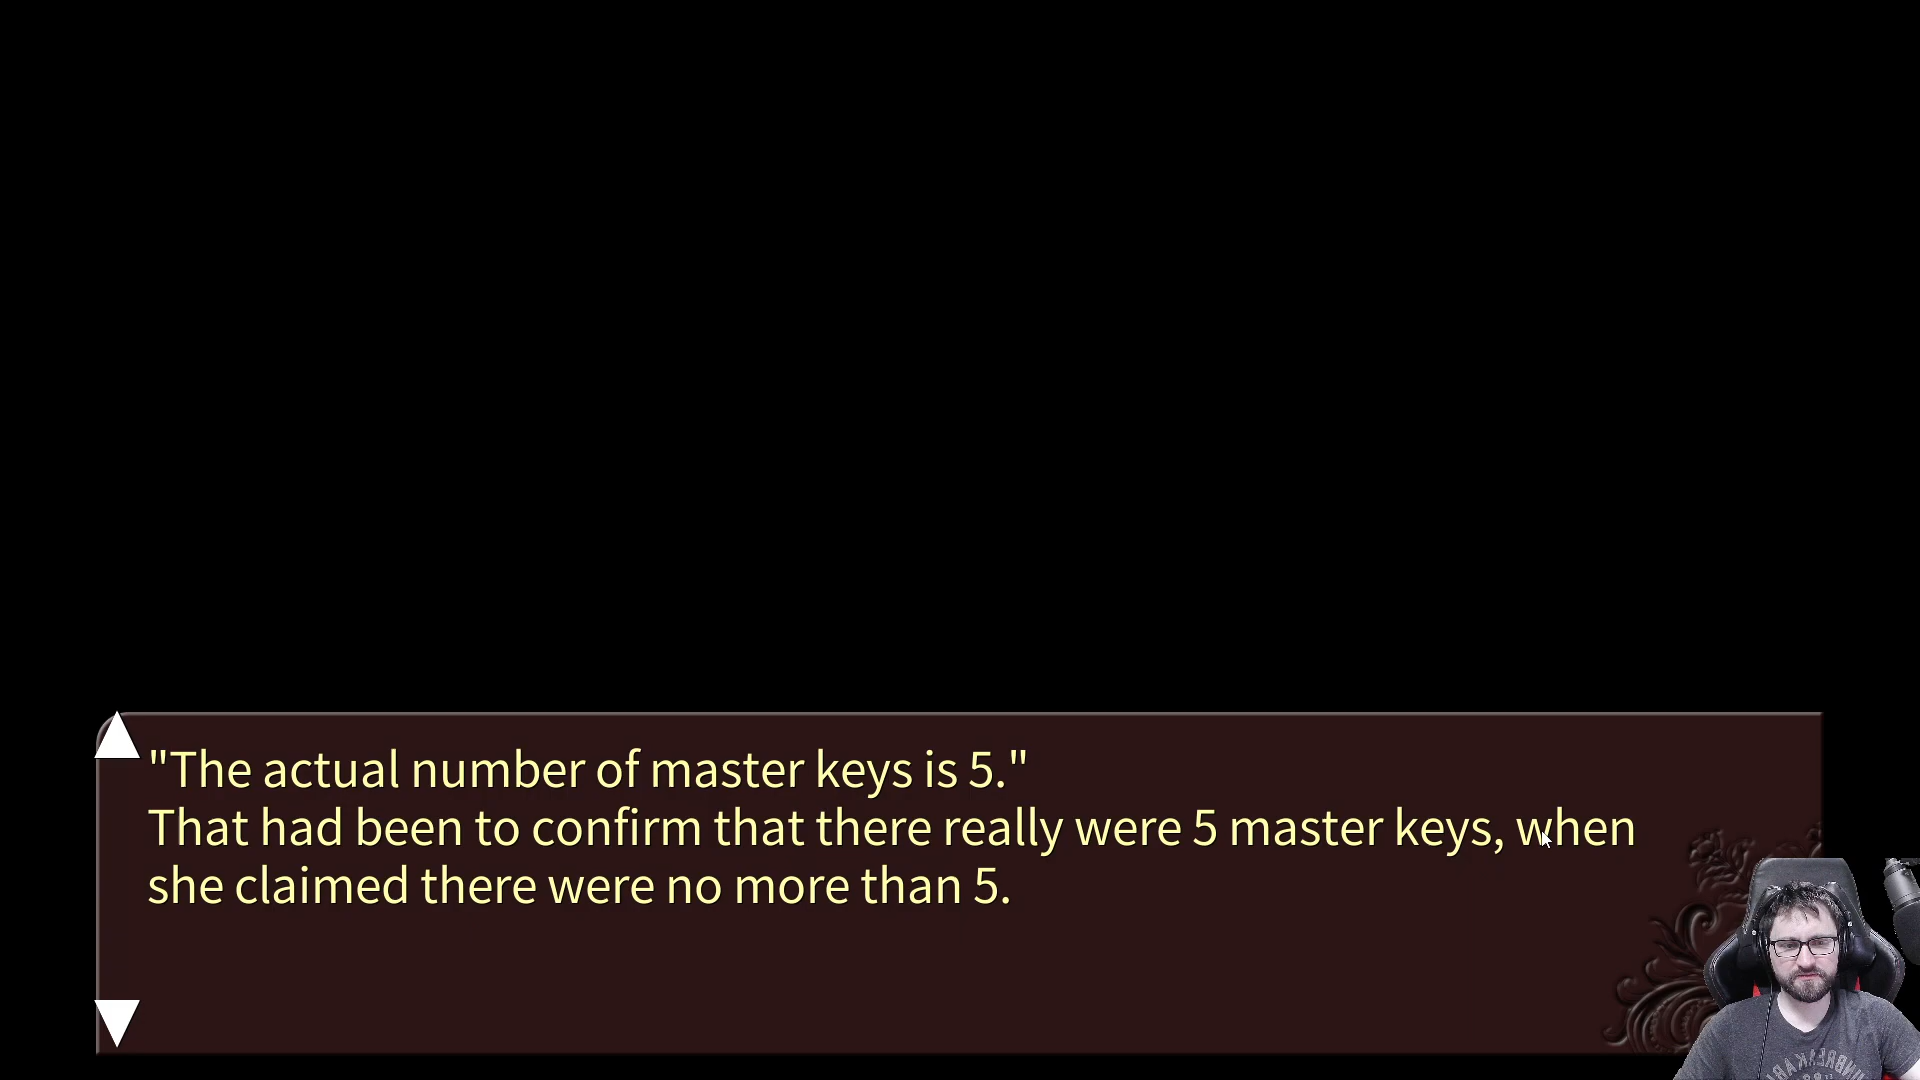 "The actual number of master keys is 5."
That had been to confirm that there really were 5 master keys, when
she claimed there were no more than 5.